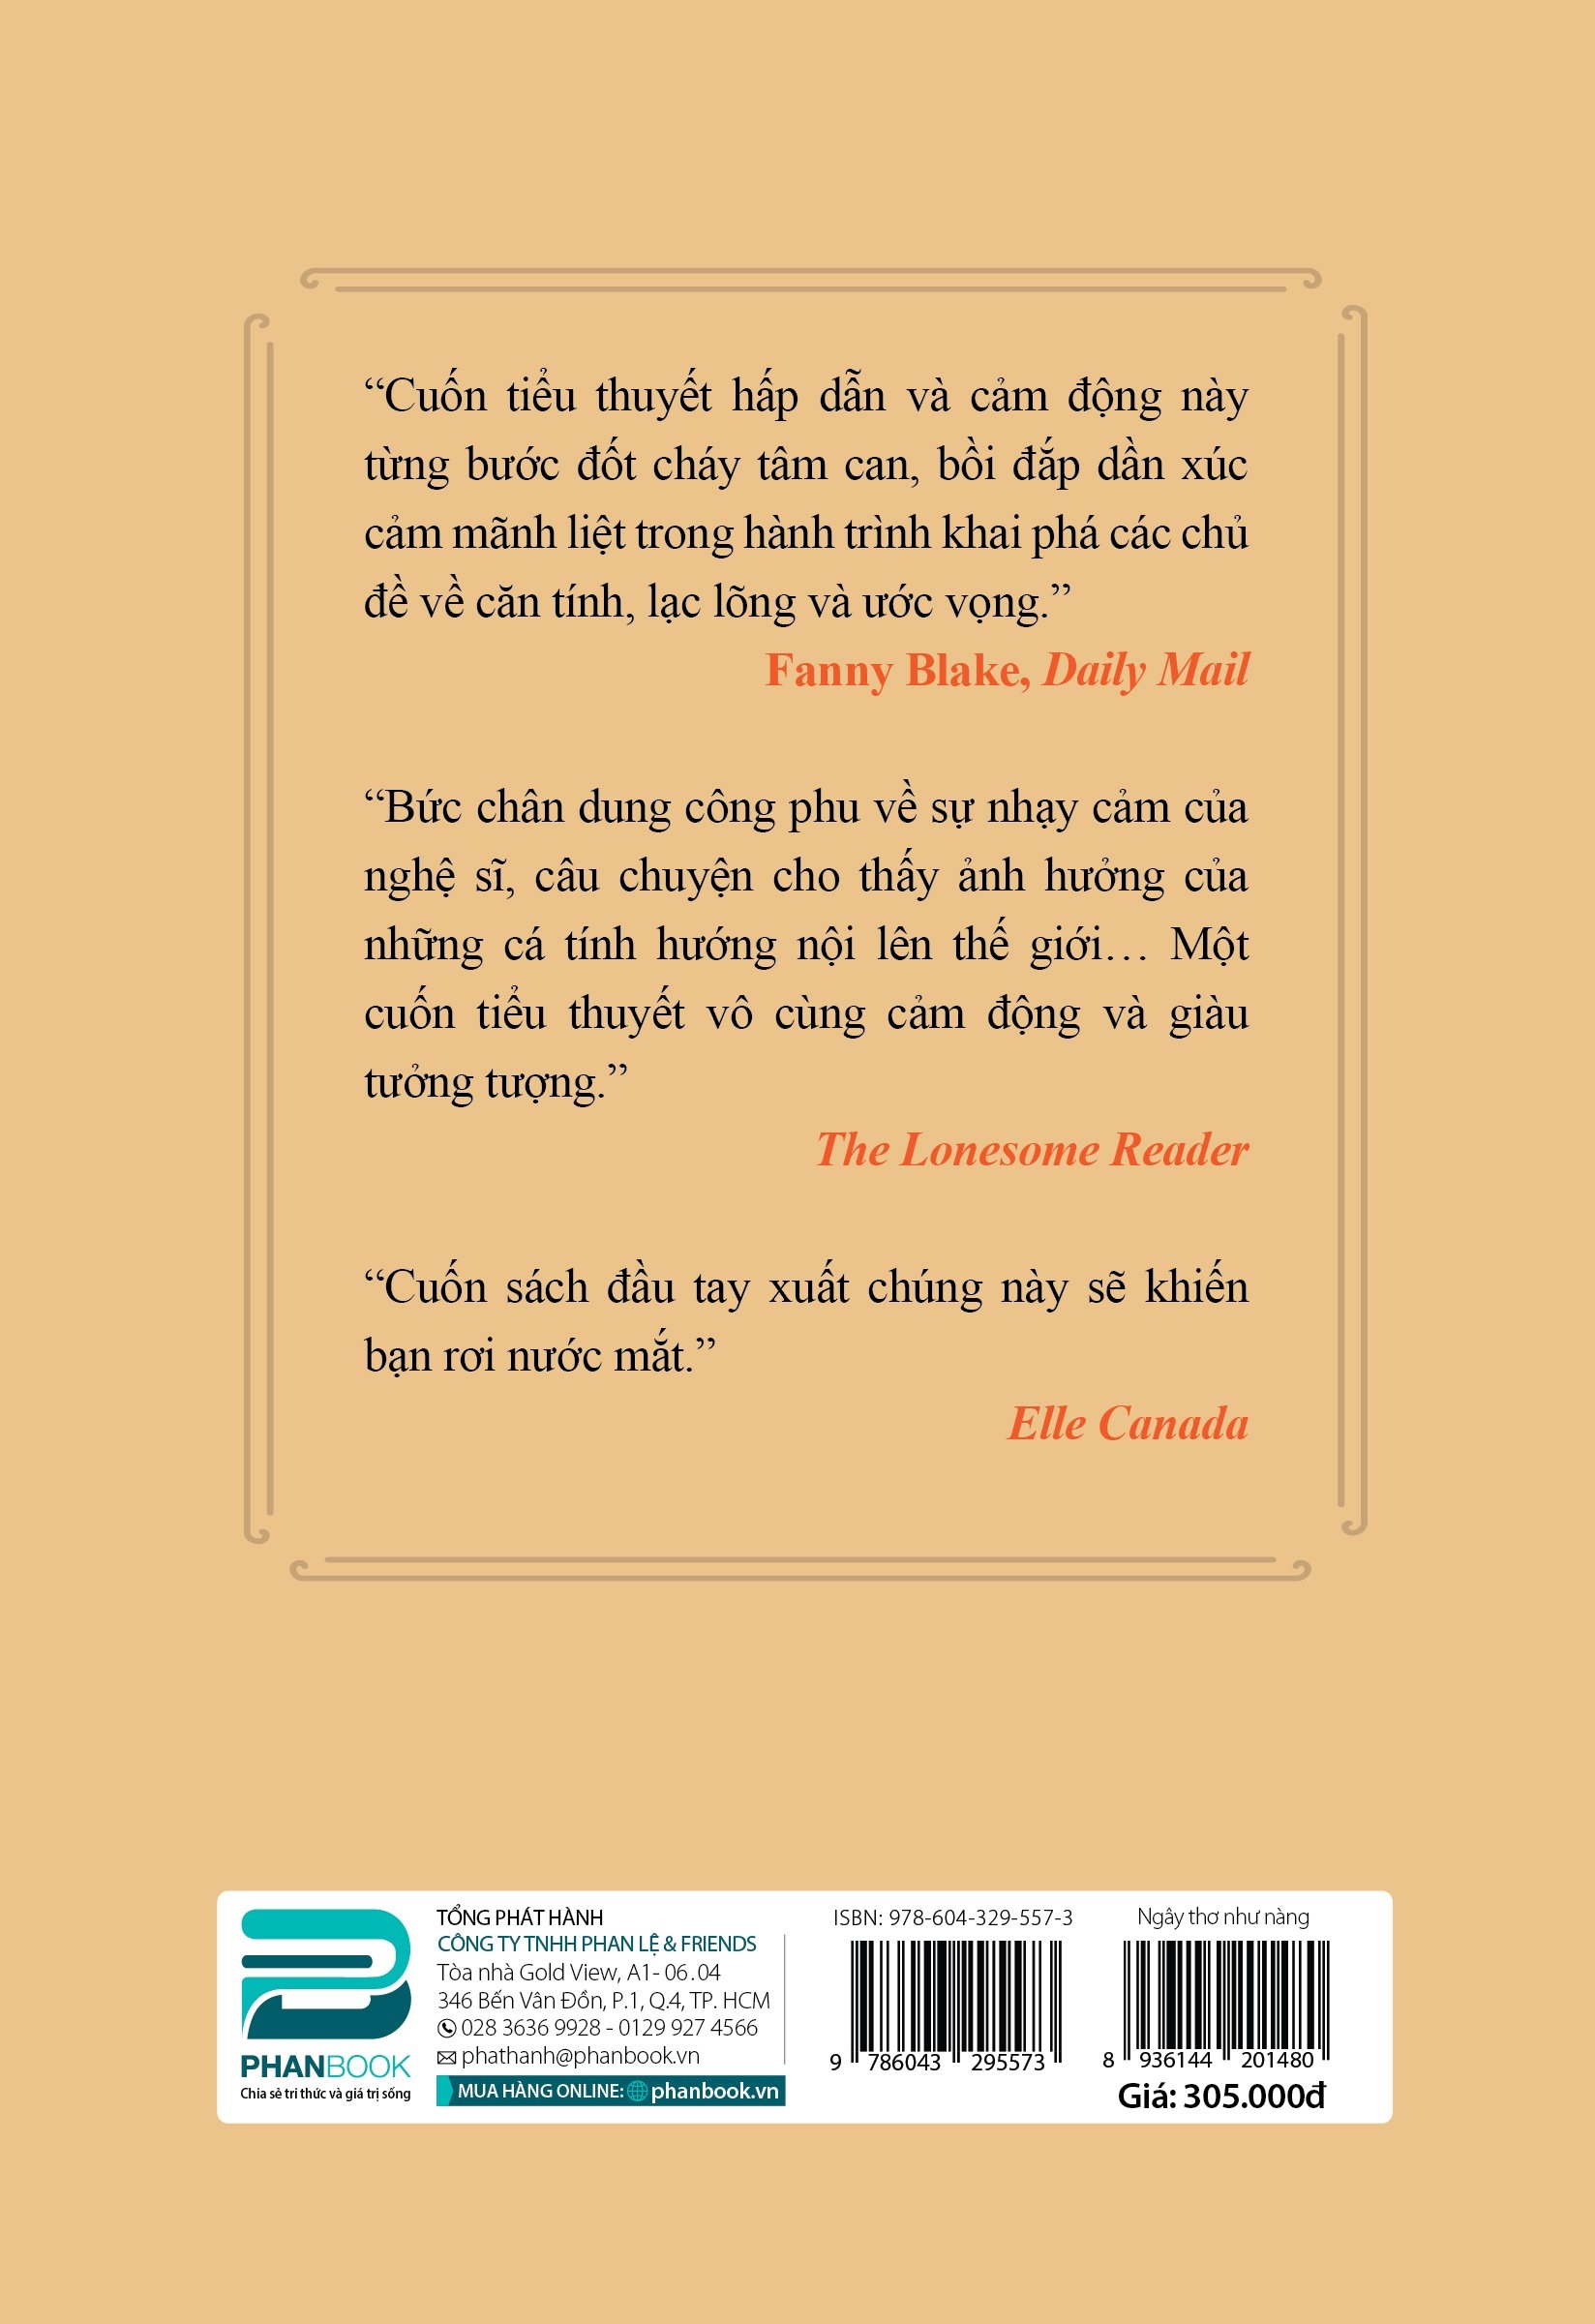 “Cuốn tiểu thuyết hấp dẫn và cảm động này
từng bước đốt cháy tâm can, bồi đắp dần xúc
cảm mãnh liệt trong hành trình khai phá các chủ
đề về căn tính, lạc lõng và ước vọng.”
Fanny Blake, Daily Mail
“Bức chân dung công phu về sự nhạy cảm của
nghệ sĩ, câu chuyện cho thấy ảnh hưởng của
những cá tính hướng nội lên thế giới… Một
cuốn tiểu thuyết vô cùng cảm động và giàu
tưởng tượng.”
The Lonesome Reader
“Cuốn sách đầu tay xuất chúng này sẽ khiến
bạn rơi nước mắt.”
Elle Canada
PHANBOOK
Chia sẻ tri thức và giá trị sống
TỔNG PHÁT HÀNH
CÔNG TY TNHH PHAN LỆ & FRIENDS
Tòa nhà Gold View, A1- 06.04
346 Bến Vân Đồn, P.1, Q.4, TP. HCM
028 3636 9928 - 0129 927 4566
phathanh@phanbook.vn
MUA HÀNG ONLINE: phanbook.vn
ISBN: 978-604-329-557-3
9 786043 295573
Ngây thơ như nàng
8 936144 201480
Giá: 305.000đ